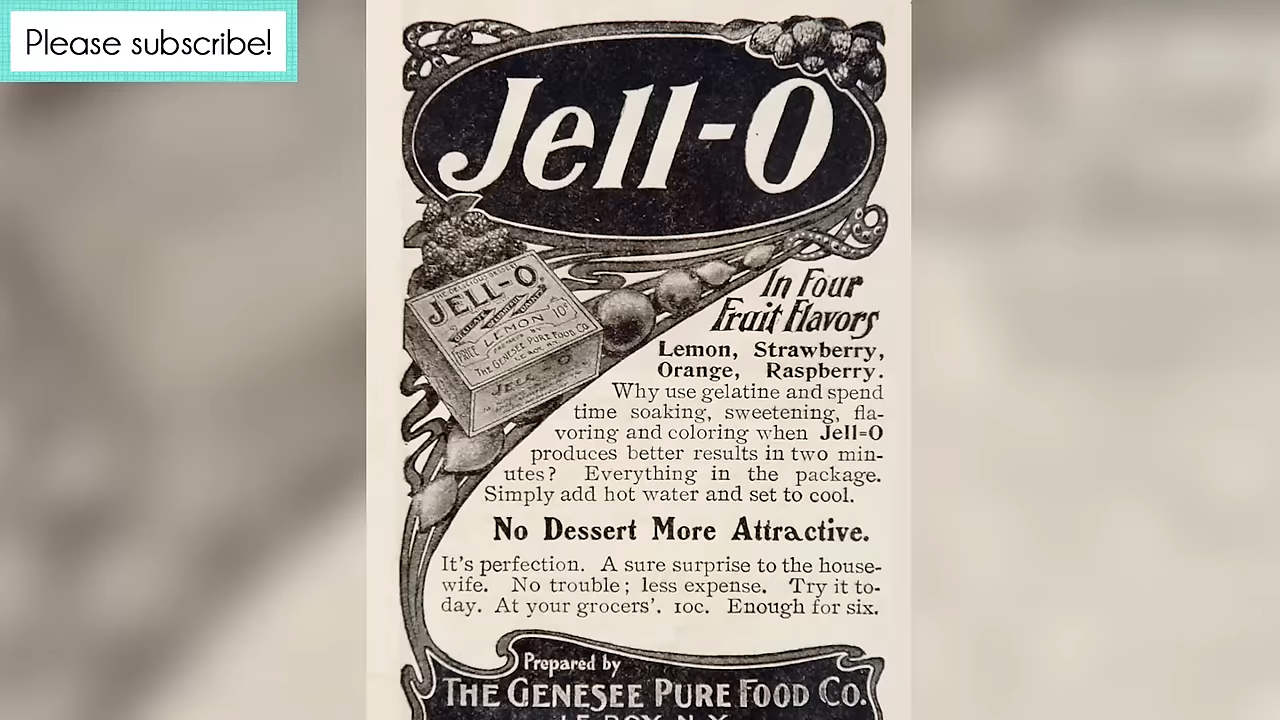 Please subscribe!
Jell-O
In Four
Fruit Flavors
Lemon, Strawberry,
Orange, Raspberry.
Why use gelatine and spend
time soaking, sweetening, fla-
voring and coloring when Jell=O
produces better results in two min-
utes? Everything in the package.
Simply add hot water and set to cool.
No Dessert More Attractive.
It's perfection. A sure surprise to the house-
wife. No trouble; less expense. Try it to-
day. At your grocers'. 10c. Enough for six.
JELL-O
LEMON 10¢
THE GENESEE PURE FOOD CO.
JELL-O
Prepared by
THE GENESEE PURE FOOD CO.
LE ROY, N.Y.